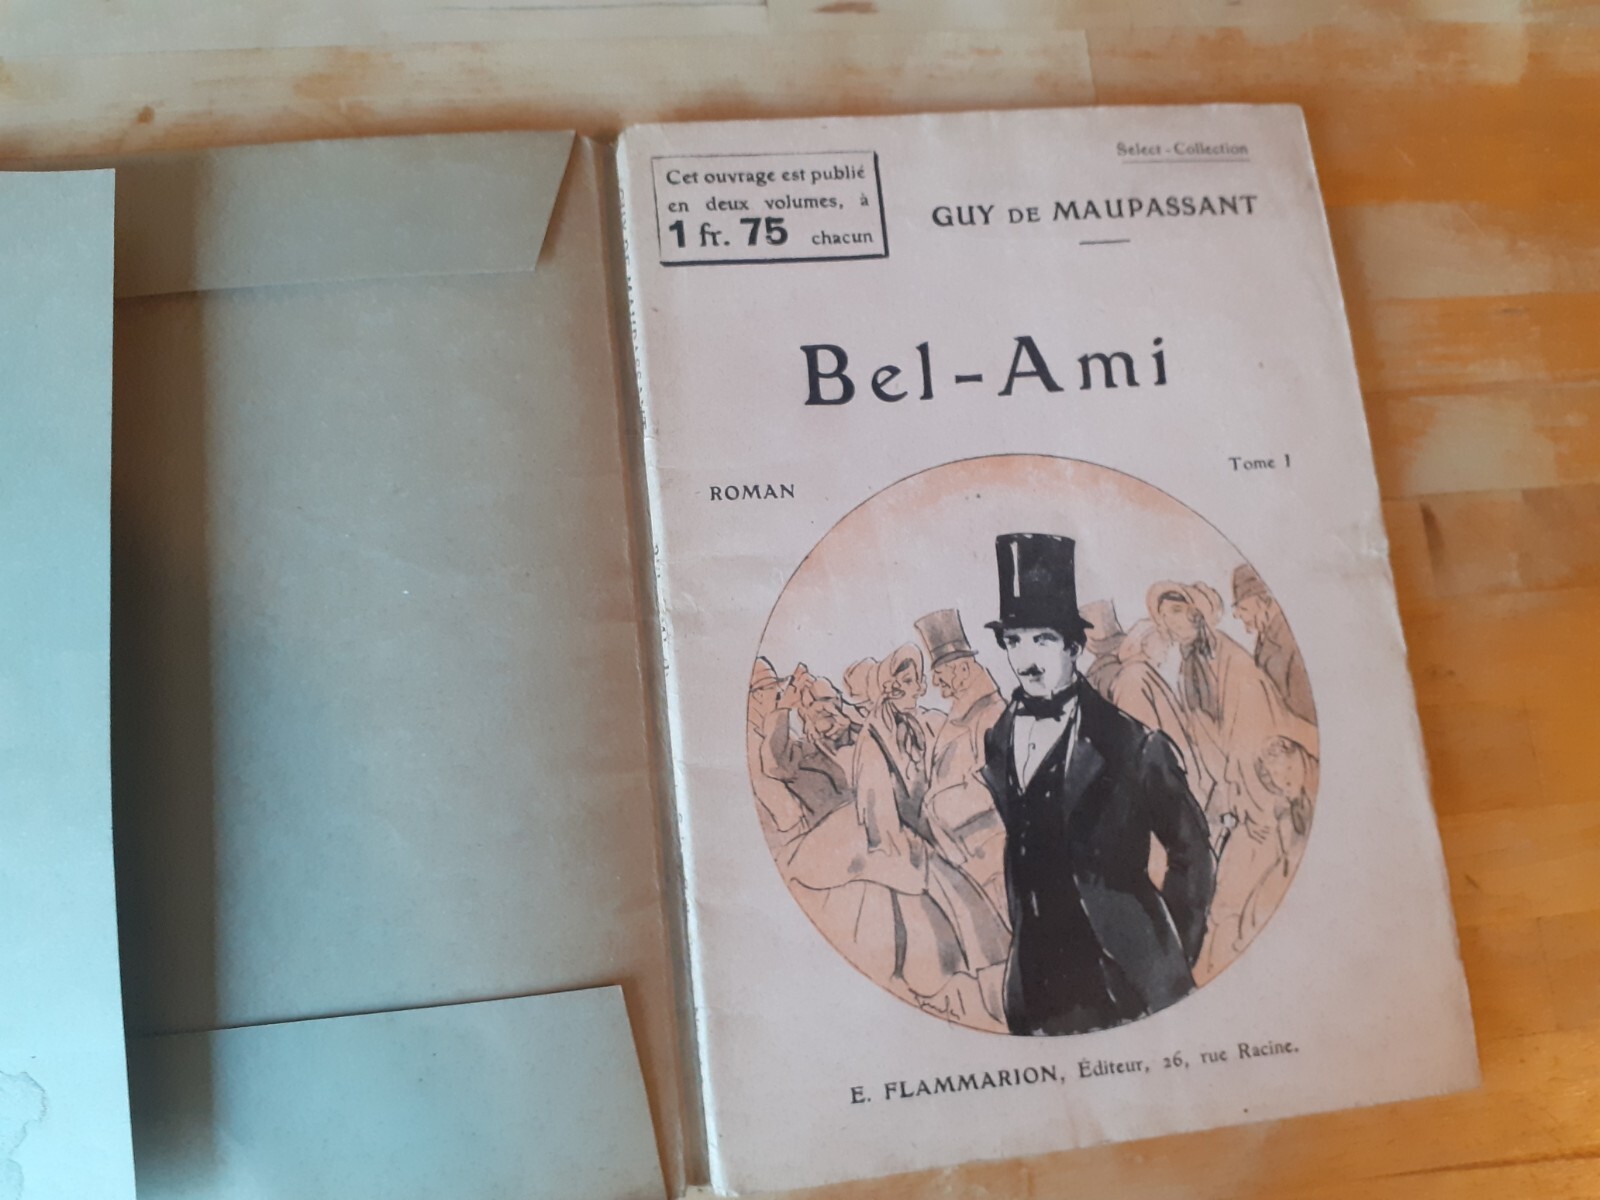 Select-Collection
Cet ouvrage est publié
en deux volumes, à
1 fr. 75 chacun
GUY DE MAUPASSANT
Bel-Ami
Tome I
ROMAN
E. FLAMMARION, Éditeur, 26, rue Racine.